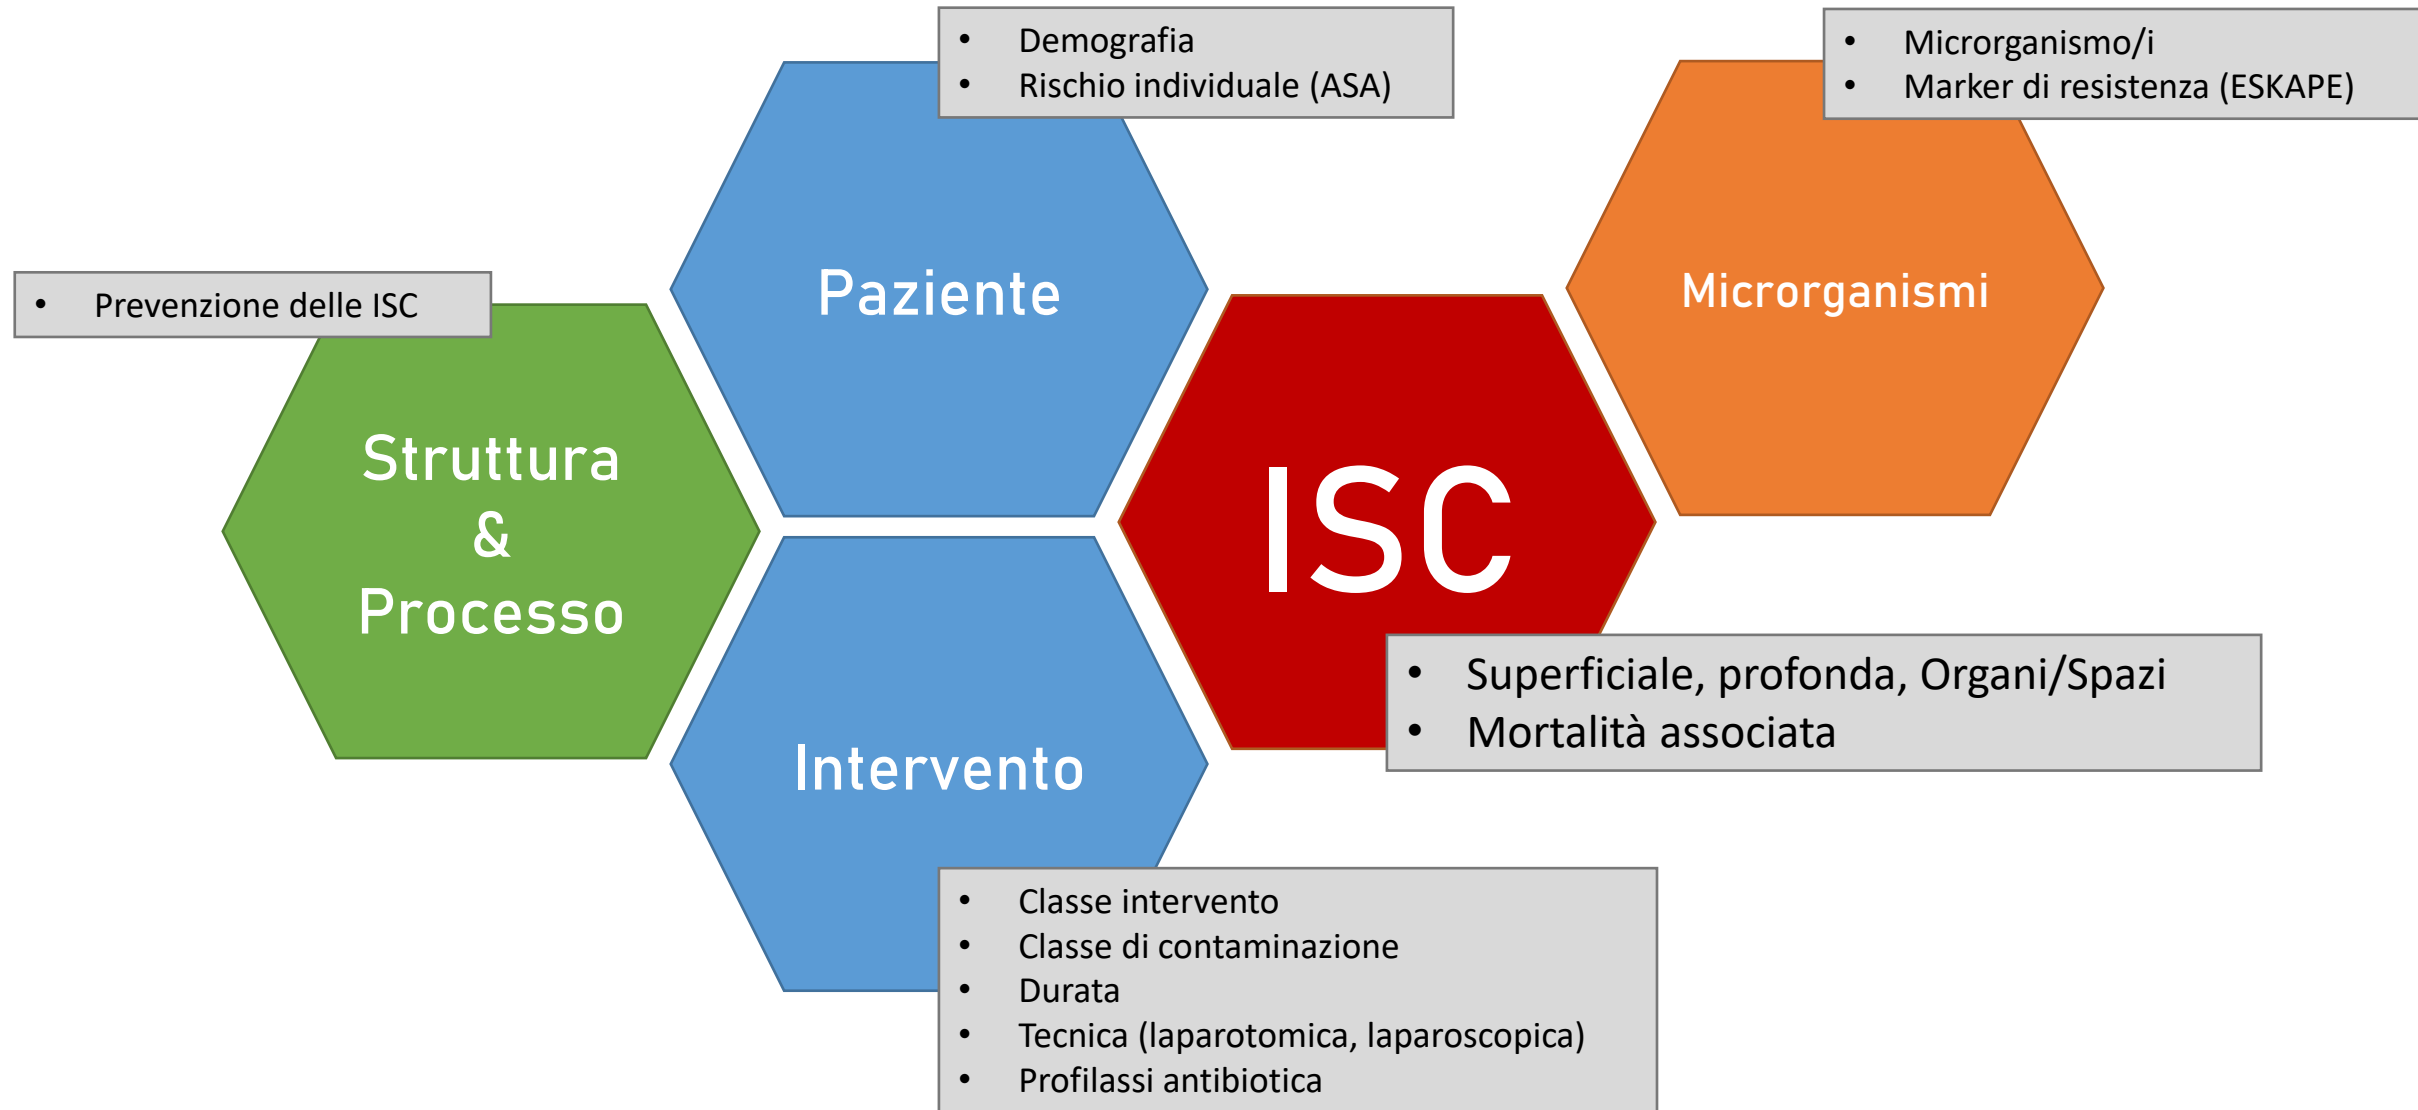 • Demografia
• Rischio individuale (ASA)
• Microrganismo/i
• Marker di resistenza (ESKAPE)
• Prevenzione delle ISC
Paziente
Microrganismi
Struttura
&
Processo
ISC
• Superficiale, profonda, Organi/Spazi
• Mortalità associata
Intervento
• Classe intervento
• Classe di contaminazione
• Durata
• Tecnica (laparotomica, laparoscopica)
• Profilassi antibiotica